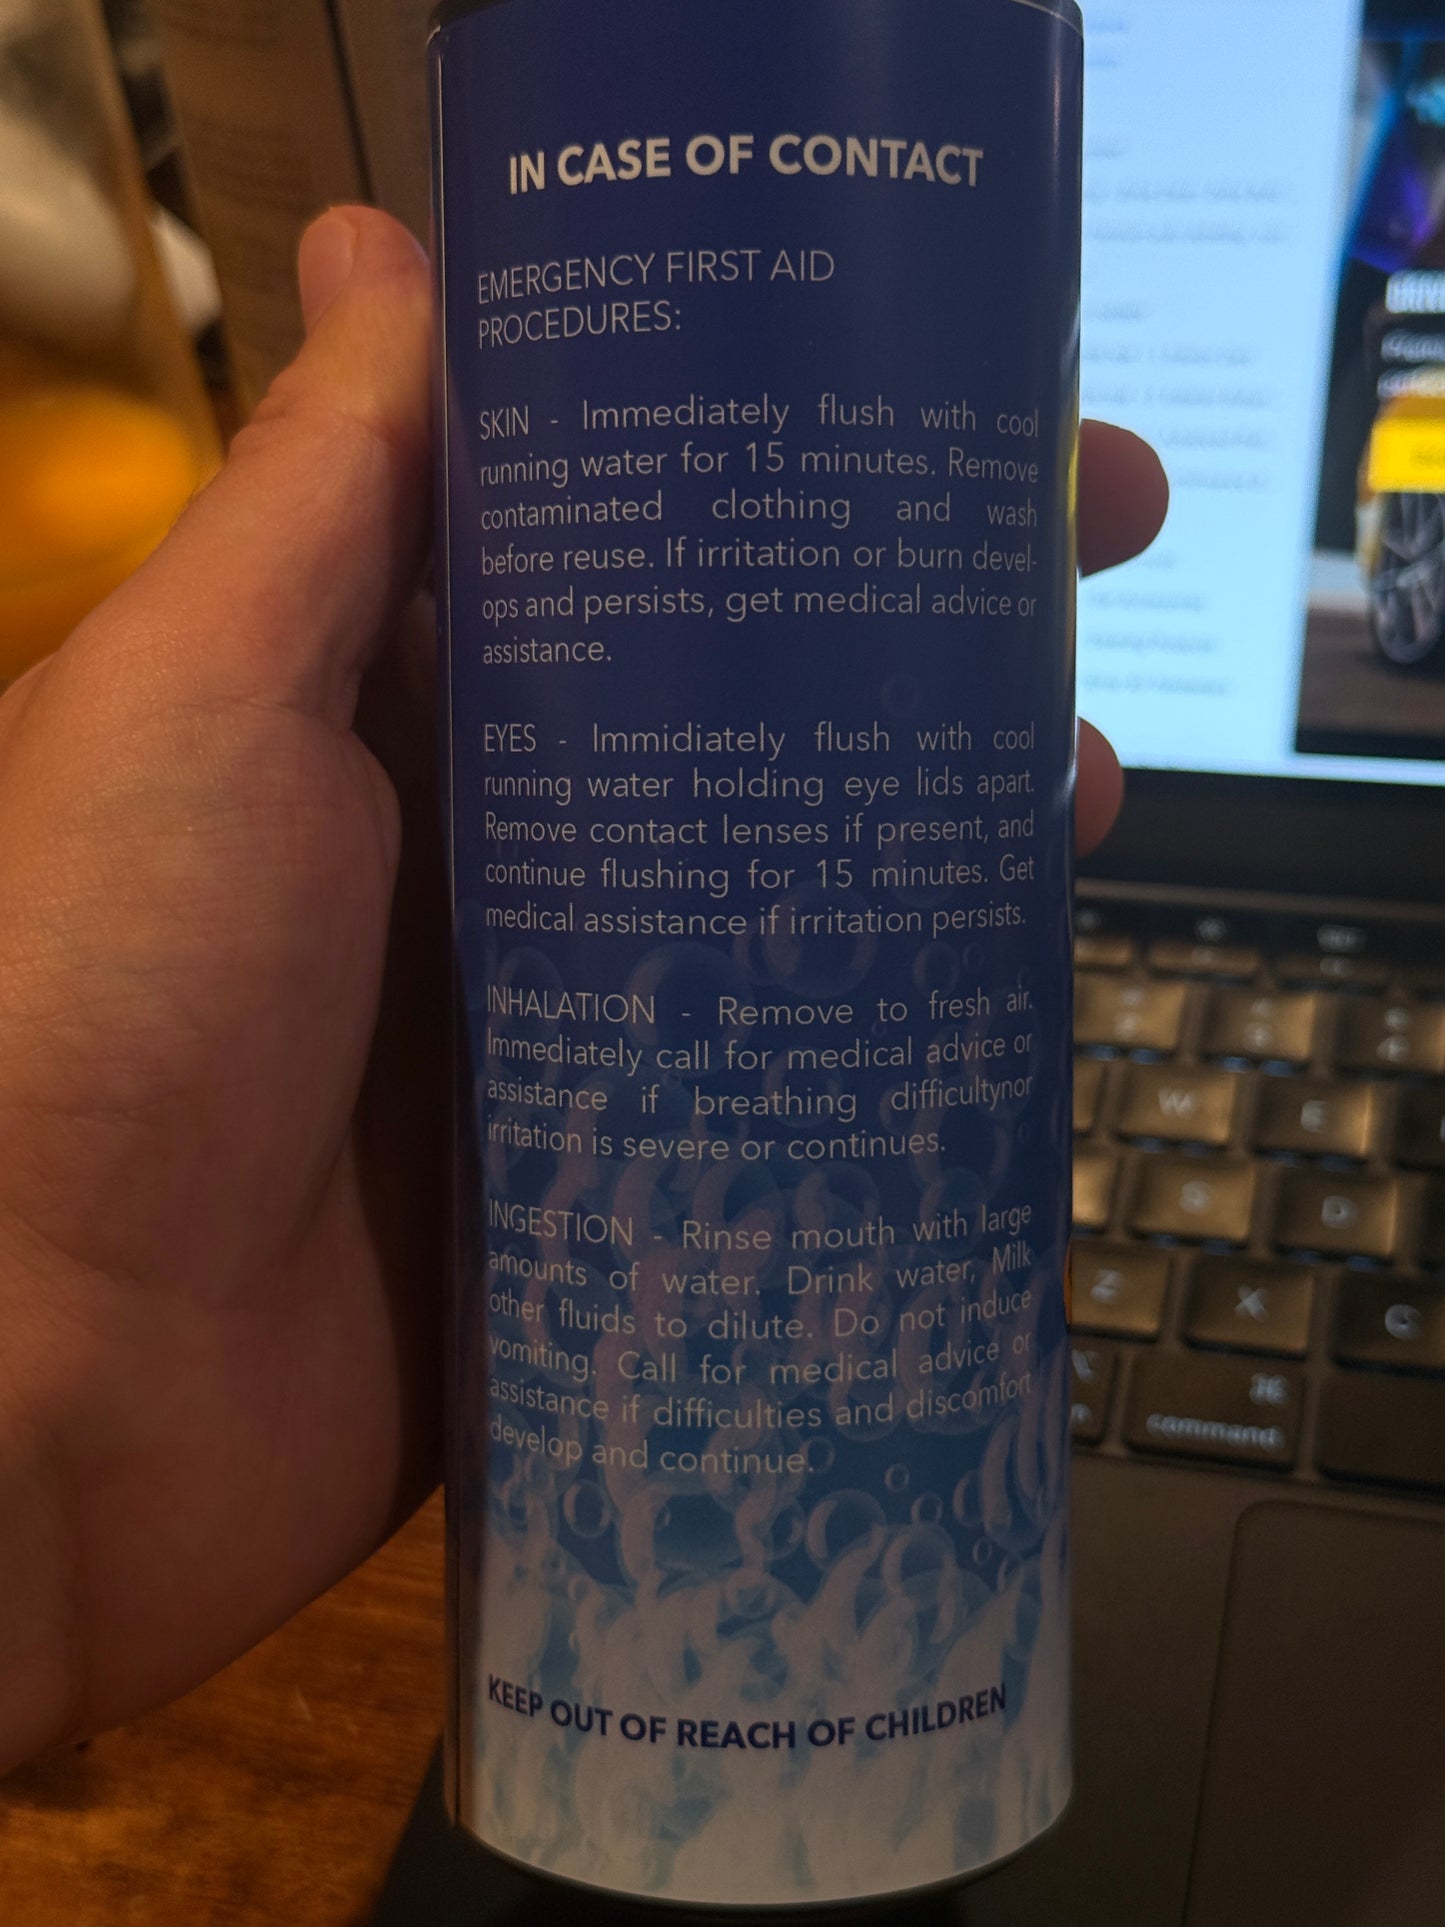 IN CASE OF CONTACT
EMERGENCY FIRST AID
PROCEDURES:
SKIN - Immediately flush with cool
running water for 15 minutes. Remove
contaminated clothing and wash
before reuse. If irritation or burn devel-
ops and persists, get medical advice or
assistance.
EYES - Immidiately flush with cool
running water holding eye lids apart.
Remove contact lenses if present, and
continue flushing for 15 minutes. Get
medical assistance if irritation persists.
INHALATION - Remove to fresh air.
Immediately call for medical advice or
assistance if breathing difficultynor
irritation is severe or continues.
INGESTION - Rinse mouth with large
amounts of water. Drink water, Milk
other fluids to dilute. Do not induce
vomiting. Call for medical advice or
assistance if difficulties and discomfort
develop and continue.
KEEP OUT OF REACH OF CHILDREN
W E
S D
Z X C
⌘
command